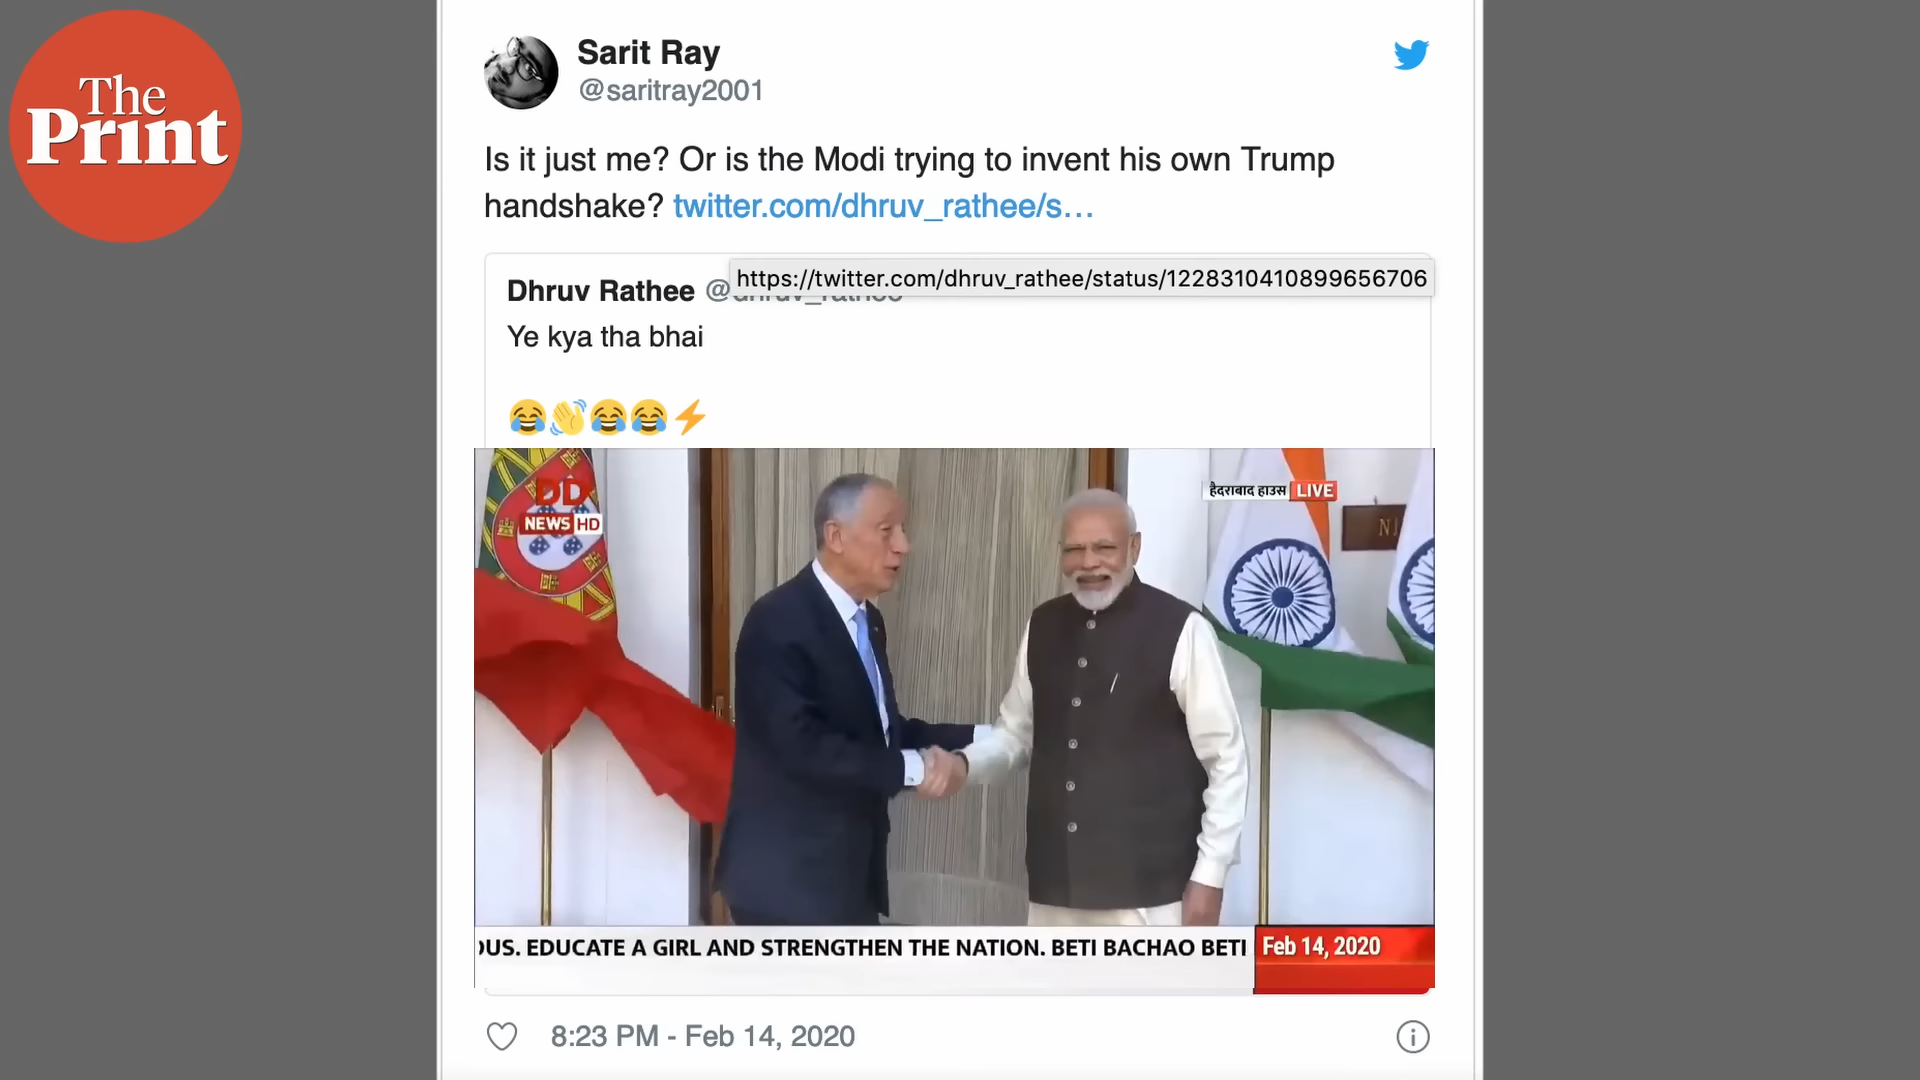 The
Print
Sarit Ray
@saritray2001
Is it just me? Or is the Modi trying to invent his own Trump
handshake? twitter.com/dhruv_rathee/s…
https://twitter.com/dhruv_rathee/status/1228310410899656706
Dhruv Rathee @dhruv_rathee
Ye kya tha bhai
😂👋😂😂⚡
DD
NEWS HD
हैदराबाद हाउस LIVE
OUS. EDUCATE A GIRL AND STRENGTHEN THE NATION. BETI BACHAO BETI
Feb 14, 2020
8:23 PM - Feb 14, 2020